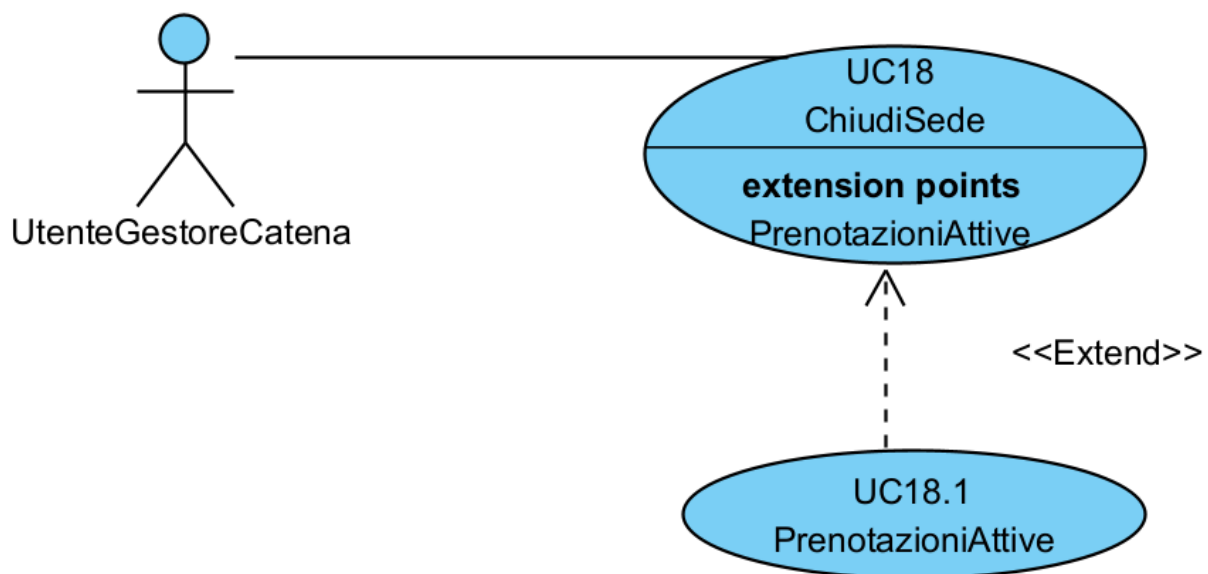 UC18
ChiudiSede
extension points
PrenotazioniAttive
UtenteGestoreCatena
<<Extend>>
UC18.1
PrenotazioniAttive